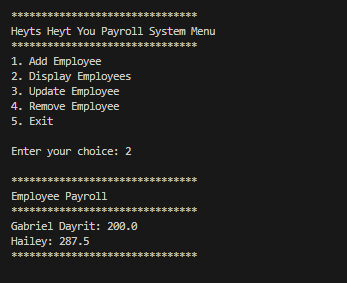 *******************************
Heyts Heyt You Payroll System Menu
*******************************
1. Add Employee
2. Display Employees
3. Update Employee
4. Remove Employee
5. Exit
Enter your choice: 2
*******************************
Employee Payroll
*******************************
Gabriel Dayrit: 200.0
Hailey: 287.5
*******************************